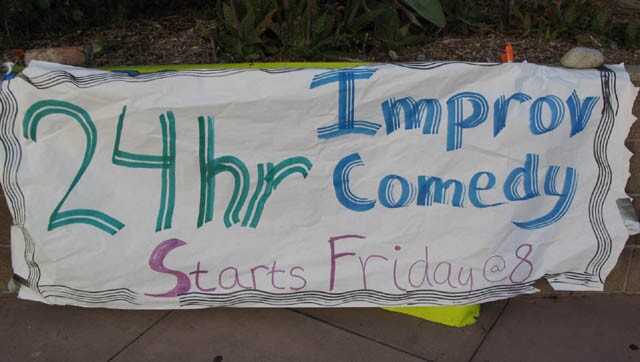 24hr Improv
Comedy
Starts Friday @ 8